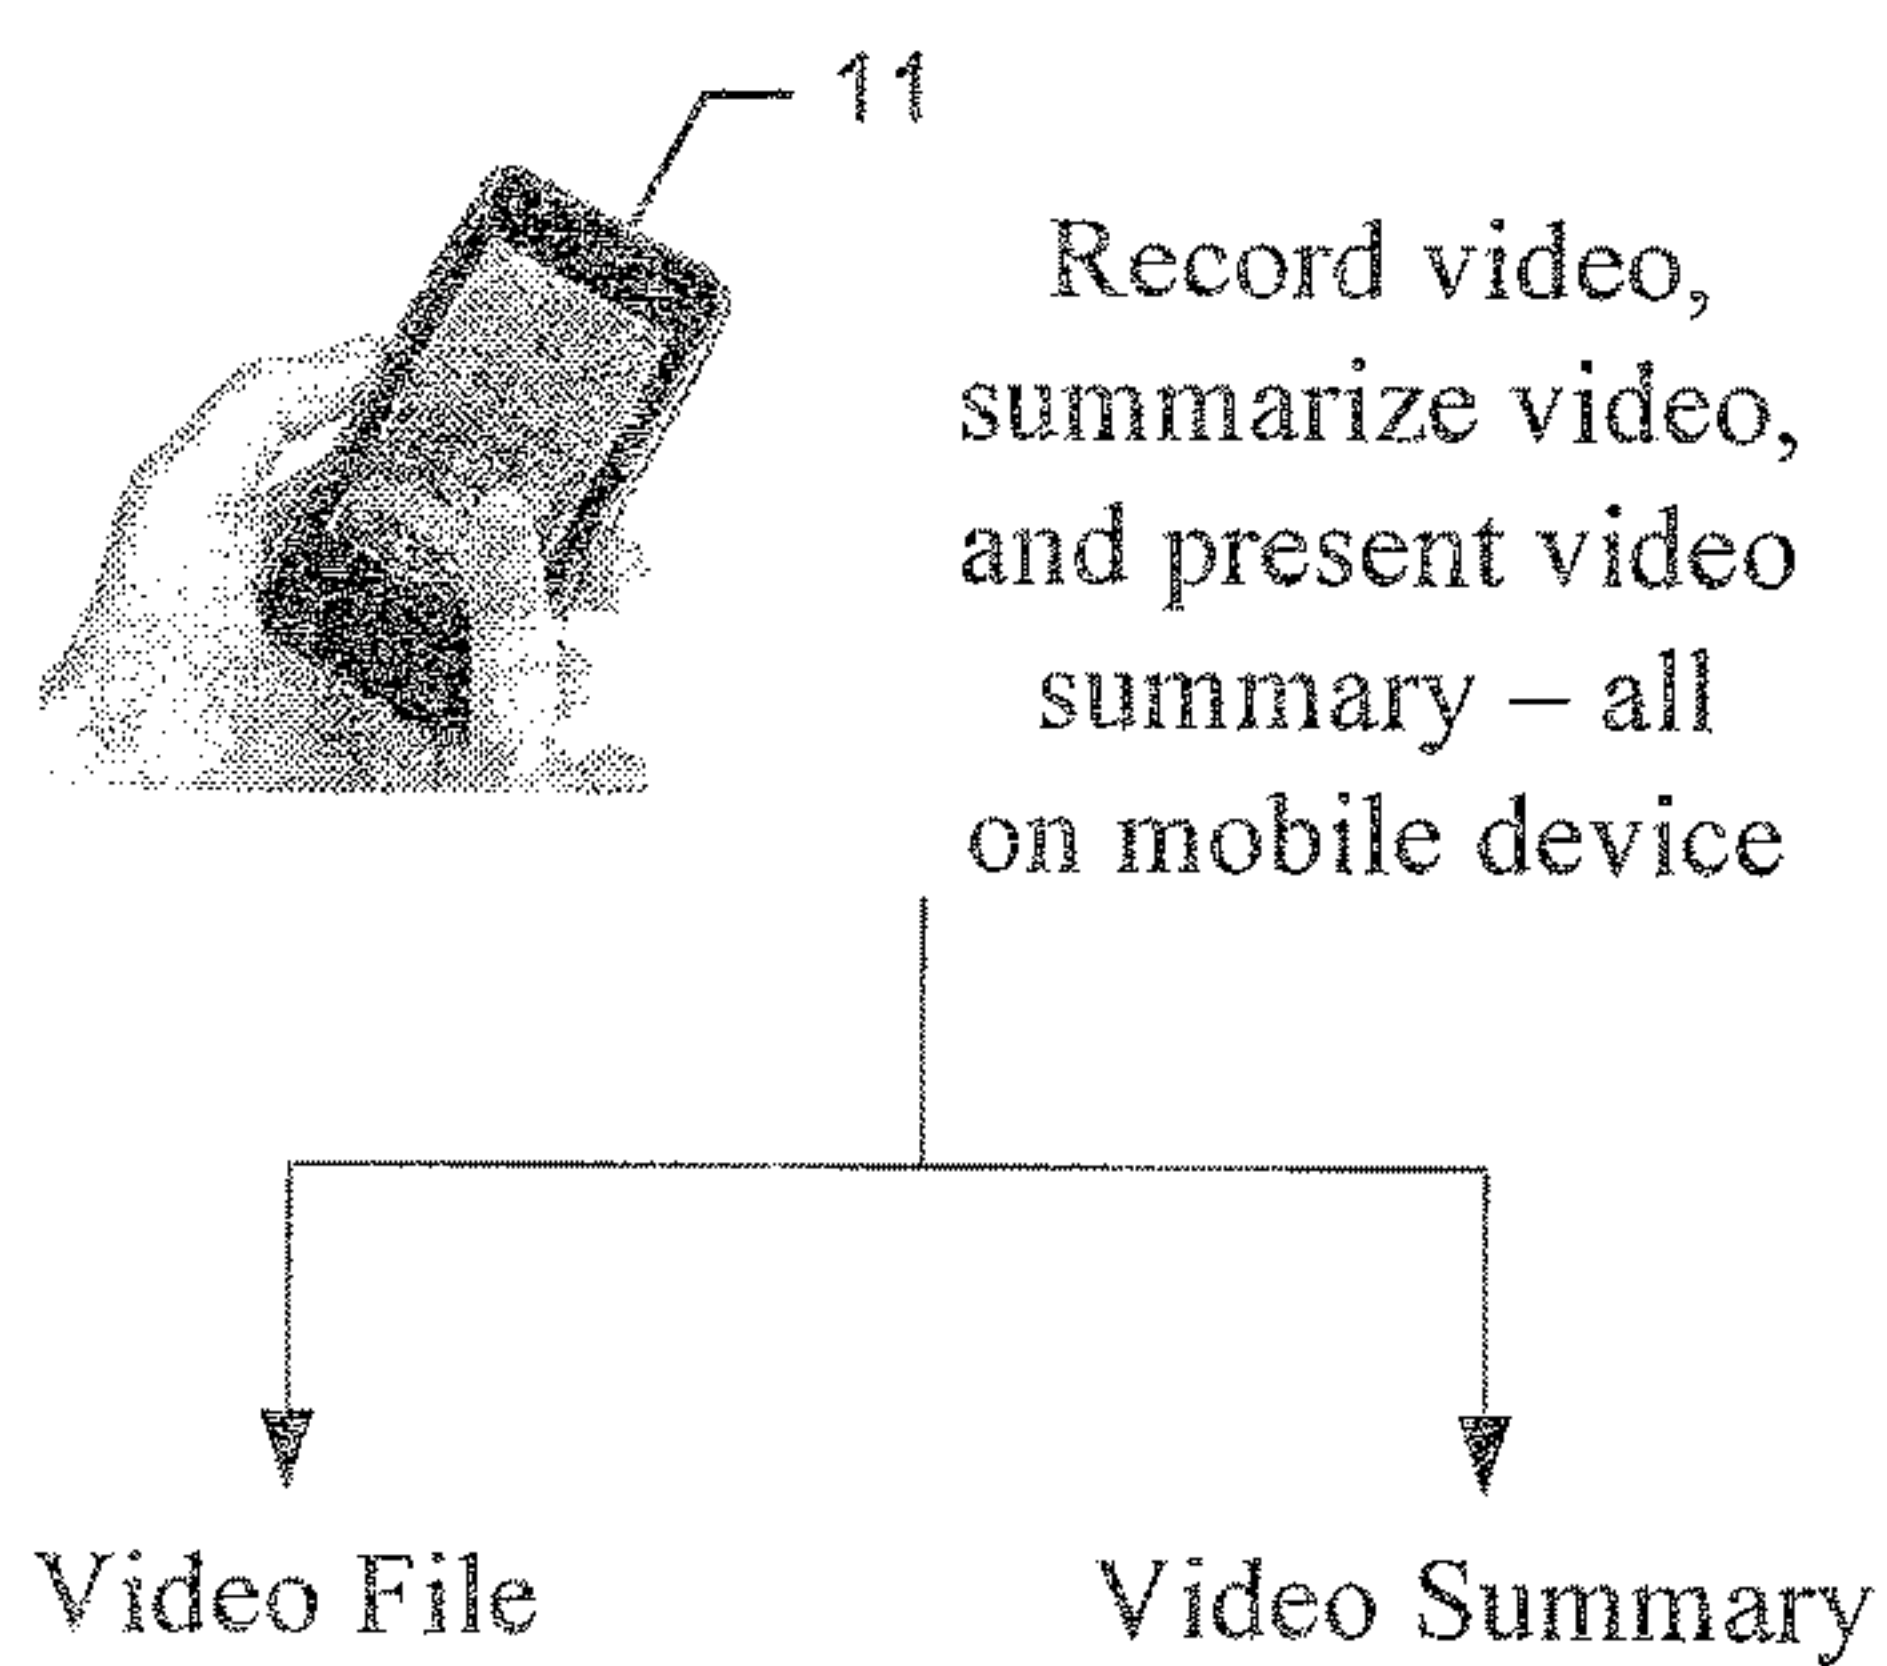 11
Record video,
summarize video,
and present video
summary – all
on mobile device
Video File
Video Summary